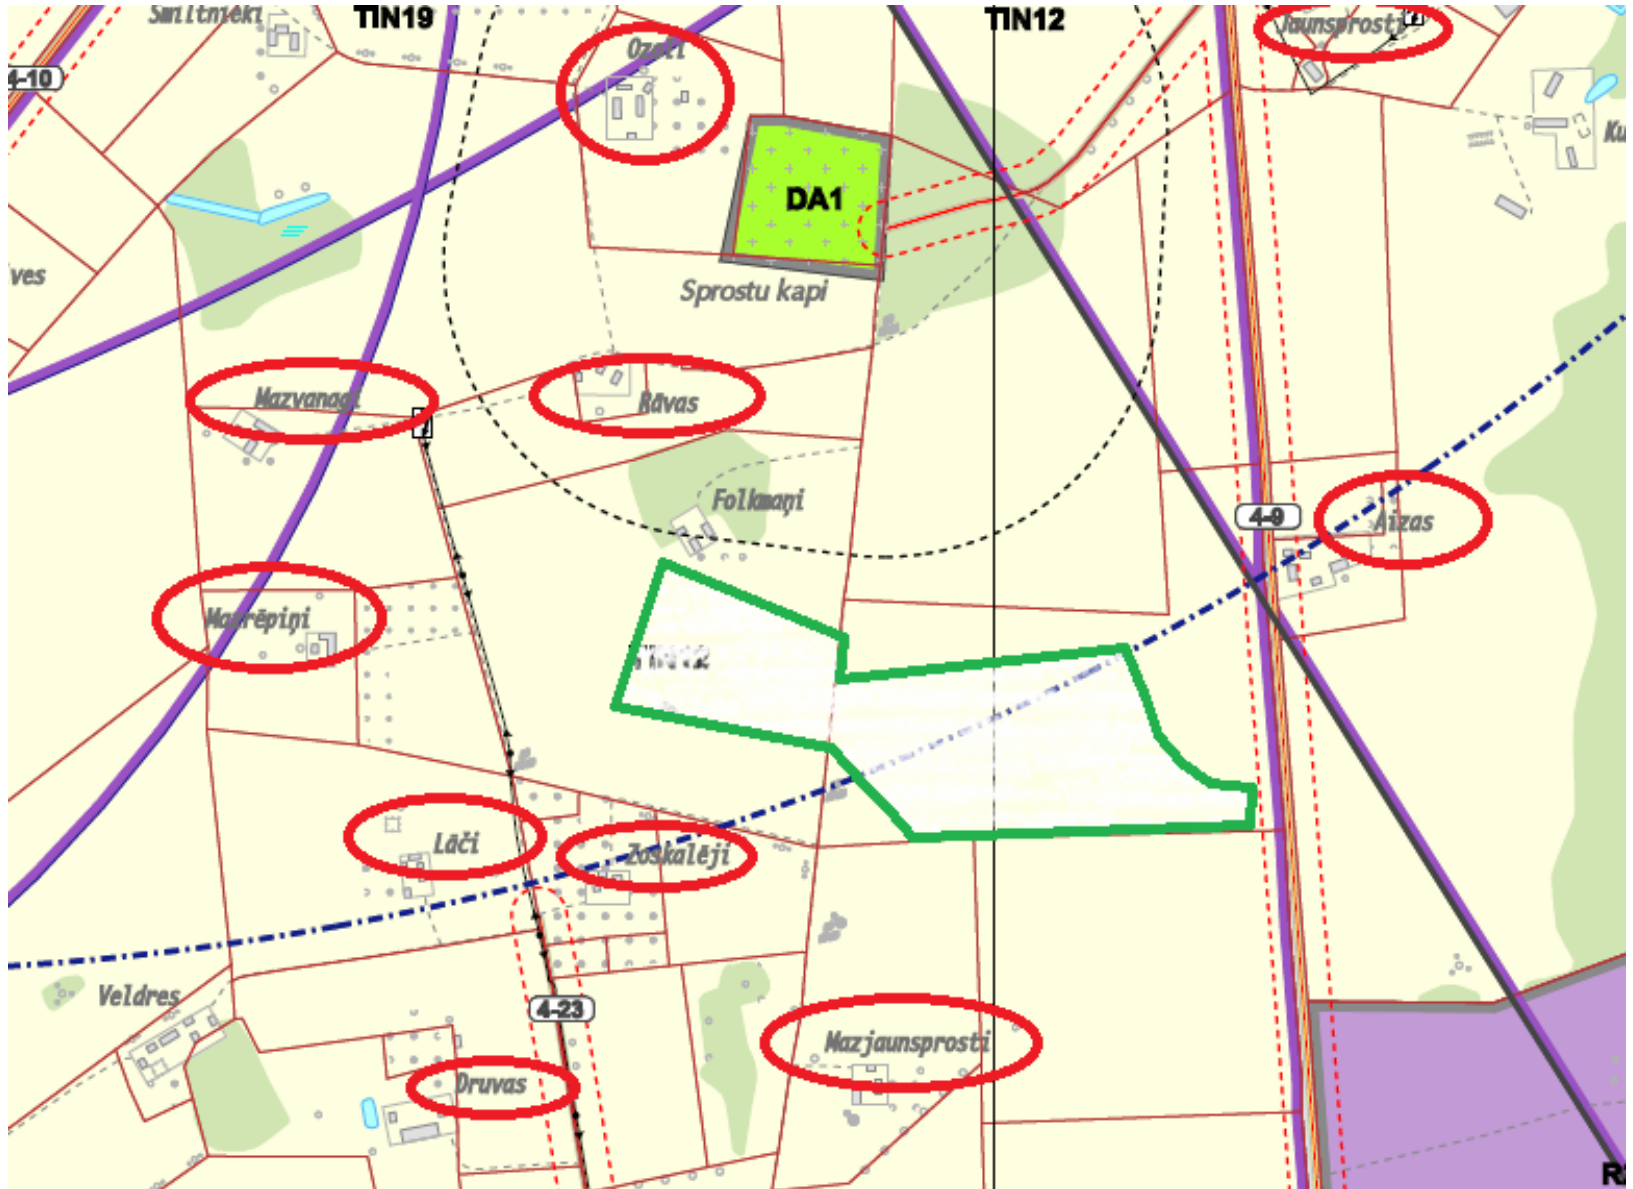 Smiltnieki
TIN19
TIN12
Jaunsprosti
Ozoli
4-10
DA1
Sprostu kapi
Mazvanagi
Rāvas
Folkmaņi
4-9
Aizas
Mazrēpiņi
Lāči
Zoskalēji
Veldres
4-23
Mazjaunsprosti
Druvas